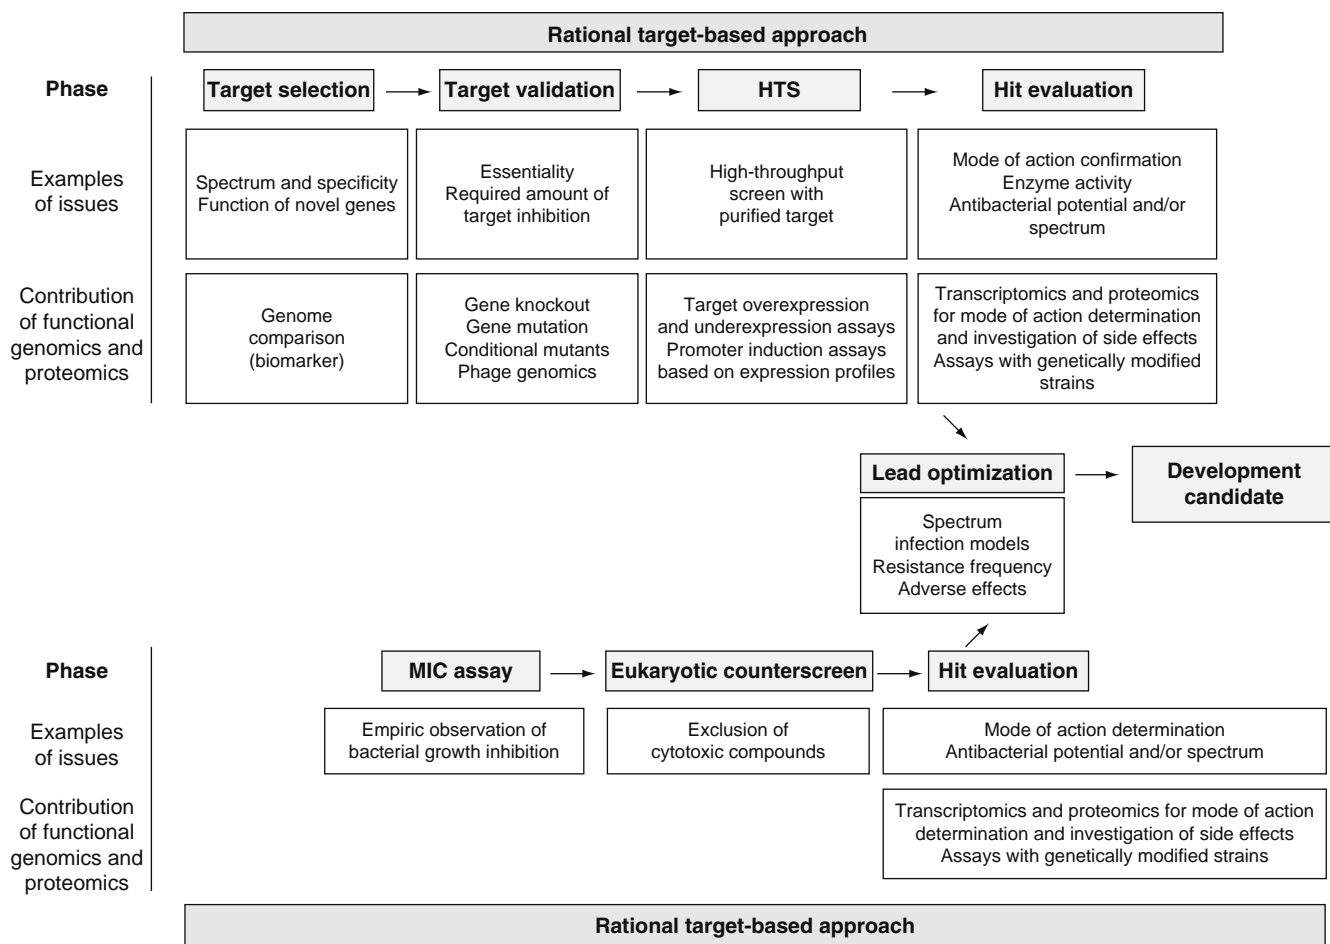 Rational target-based approach
Phase
Target selection
Target validation
HTS
Hit evaluation
Examples
of issues
Spectrum and specificity
Function of novel genes
Essentiality
Required amount of
target inhibition
High-throughput
screen with
purified target
Mode of action confirmation
Enzyme activity
Antibacterial potential and/or
spectrum
Contribution
of functional
genomics and
proteomics
Genome
comparison
(biomarker)
Gene knockout
Gene mutation
Conditional mutants
Phage genomics
Target overexpression
and underexpression assays
Promoter induction assays
based on expression profiles
Transcriptomics and proteomics
for mode of action determination
and investigation of side effects
Assays with genetically modified
strains
Lead optimization
Development
candidate
Spectrum
infection models
Resistance frequency
Adverse effects
Phase
MIC assay
Eukaryotic counterscreen
Hit evaluation
Examples
of issues
Empiric observation of
bacterial growth inhibition
Exclusion of
cytotoxic compounds
Mode of action determination
Antibacterial potential and/or spectrum
Contribution
of functional
genomics and
proteomics
Transcriptomics and proteomics for mode of action
determination and investigation of side effects
Assays with genetically modified strains
Rational target-based approach